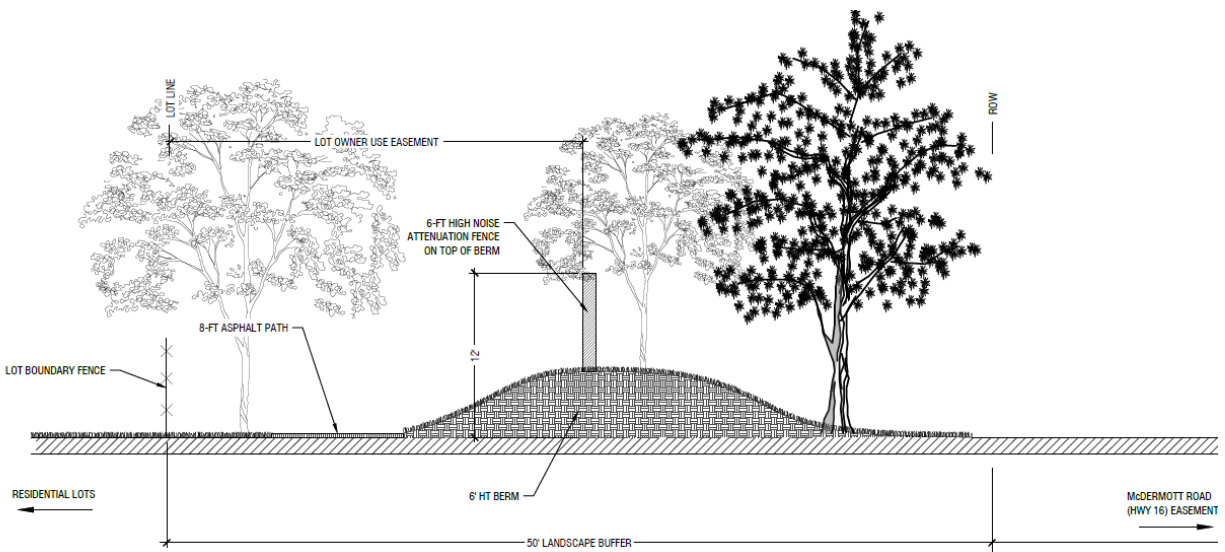 LOT LINE
ROW
LOT OWNER USE EASEMENT
6-FT HIGH NOISE
ATTENUATION FENCE
ON TOP OF BERM
8-FT ASPHALT PATH
12'
LOT BOUNDARY FENCE
RESIDENTIAL LOTS
6' HT BERM
McDERMOTT ROAD
(HWY 16) EASEMENT
50' LANDSCAPE BUFFER